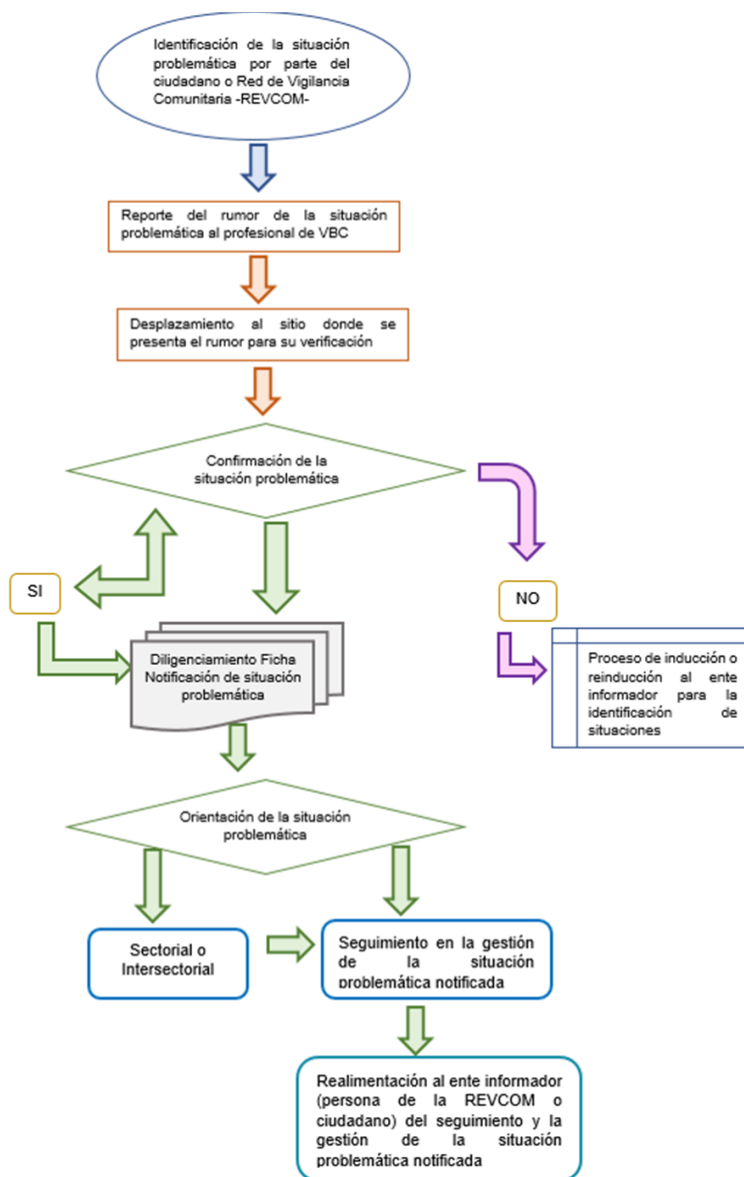 Identificación de la situación
problemática por parte del
ciudadano o Red de Vigilancia
Comunitaria -REVCOM-
Reporte del rumor de la situación
problemática al profesional de VBC
Desplazamiento al sitio donde se
presenta el rumor para su verificación
Confirmación de la
situación problemática
SI
NO
Diligenciamiento Ficha
Notificación de situación
problemática
Proceso de inducción o
reinducción al ente
informador para la
identificación de
situaciones
Orientación de la situación
problemática
Sectorial o
Intersectorial
Seguimiento en la gestión
de la situación
problemática notificada
Realimentación al ente informador
(persona de la REVCOM o
ciudadano) del seguimiento y la
gestión de la situación
problemática notificada